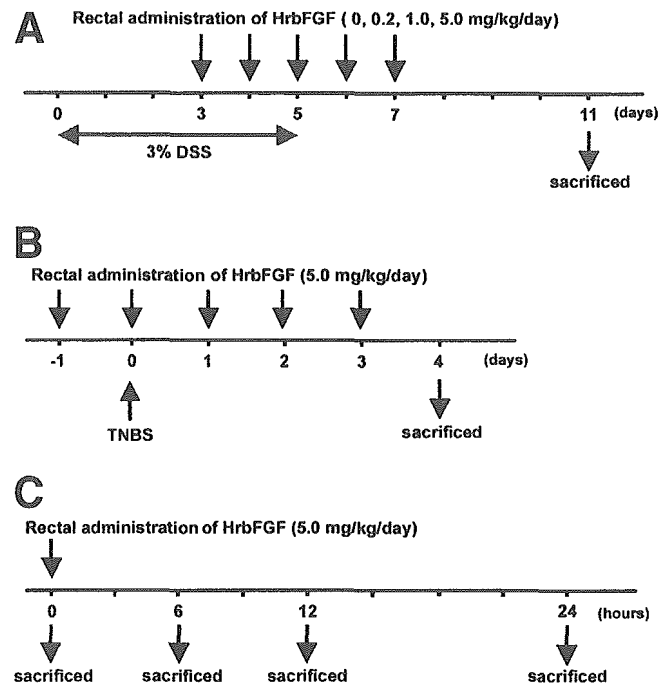 A
Rectal administration of HrbFGF ( 0, 0.2, 1.0, 5.0 mg/kg/day)
0 3 5 7 11 (days)
3% DSS
sacrificed
B
Rectal administration of HrbFGF (5.0 mg/kg/day)
-1 0 1 2 3 4 (days)
TNBS sacrificed
C
Rectal administration of HrbFGF (5.0 mg/kg/day)
0 6 12 24 (hours)
sacrificed sacrificed sacrificed sacrificed